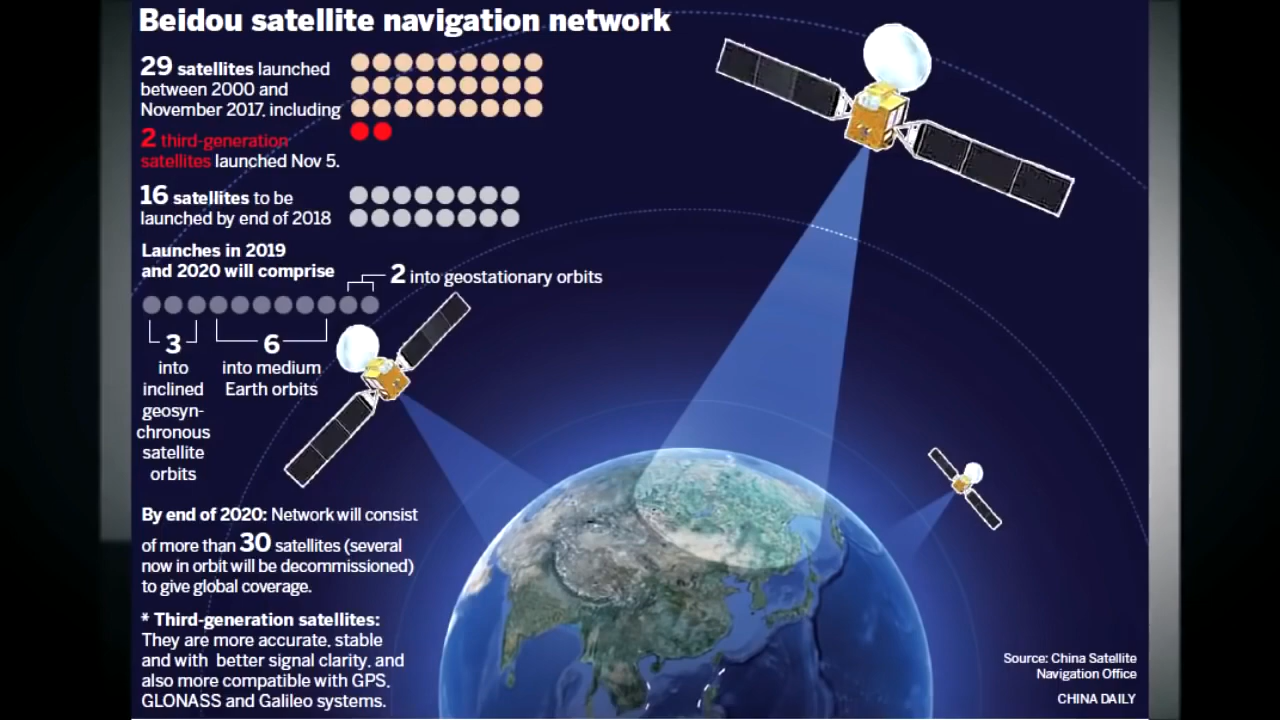 Beidou satellite navigation network
29 satellites launched
between 2000 and
November 2017, including
2 third-generation
satellites launched Nov 5.
16 satellites to be
launched by end of 2018
Launches in 2019
and 2020 will comprise
2 into geostationary orbits
3
into
inclined
geosyn-
chronous
satellite
orbits
6
into medium
Earth orbits
By end of 2020: Network will consist
of more than 30 satellites (several
now in orbit will be decommissioned)
to give global coverage.
* Third-generation satellites:
They are more accurate, stable
and with better signal clarity, and
also more compatible with GPS,
GLONASS and Galileo systems.
Source: China Satellite
Navigation Office
CHINA DAILY